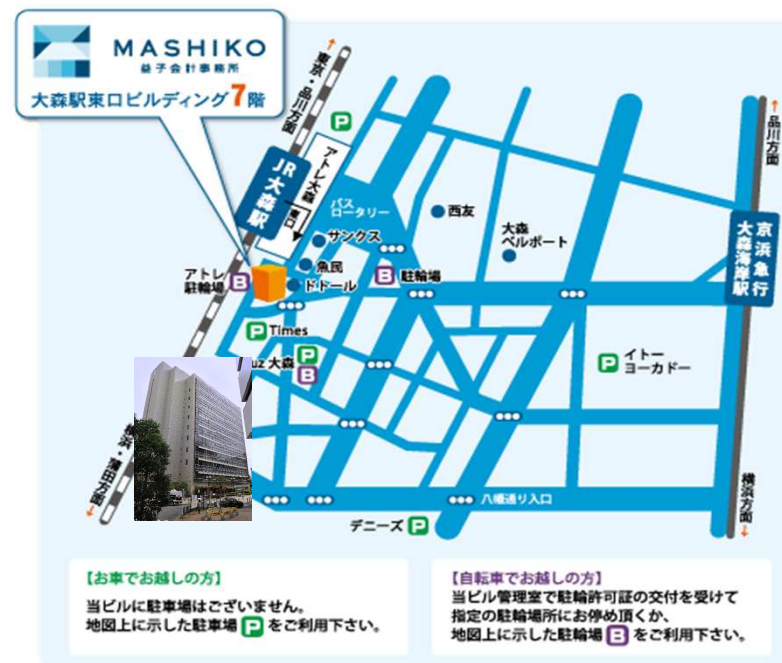 MASHIKO
益子会計事務所
大森駅東口ビルディング7階
↑東京・品川方面
P
アトレ大森
JR大森駅
東口
バス
ロータリー
サンクス
西友
大森
ベルポート
↑品川方面
京浜急行
大森海岸駅
アトレ
駐輪場
B
魚民
ドトール
B 駐輪場
P Times
uz 大森 P
B
P イトー
ヨーカドー
横浜・蒲田方面↓
八幡通り入口
横浜方面↓
デニーズ P
【お車でお越しの方】
当ビルに駐車場はございません。
地図上に示した駐車場 P をご利用下さい。
【自転車でお越しの方】
当ビル管理室で駐輪許可証の交付を受けて
指定の駐輪場所にお停め頂くか、
地図上に示した駐輪場 B をご利用下さい。